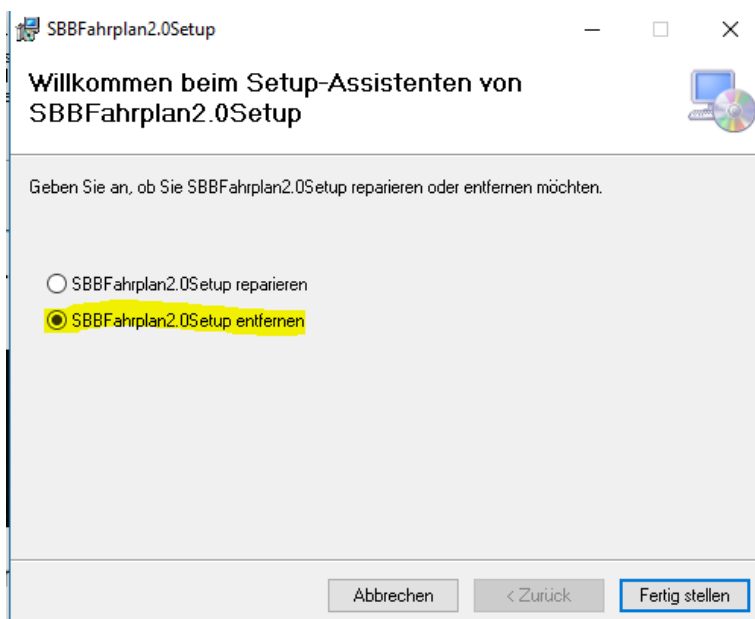 SBBFahrplan2.0Setup
Willkommen beim Setup-Assistenten von
SBBFahrplan2.0Setup
Geben Sie an, ob Sie SBBFahrplan2.0Setup reparieren oder entfernen möchten.
SBBFahrplan2.0Setup reparieren
SBBFahrplan2.0Setup entfernen
Abbrechen < Zurück Fertig stellen